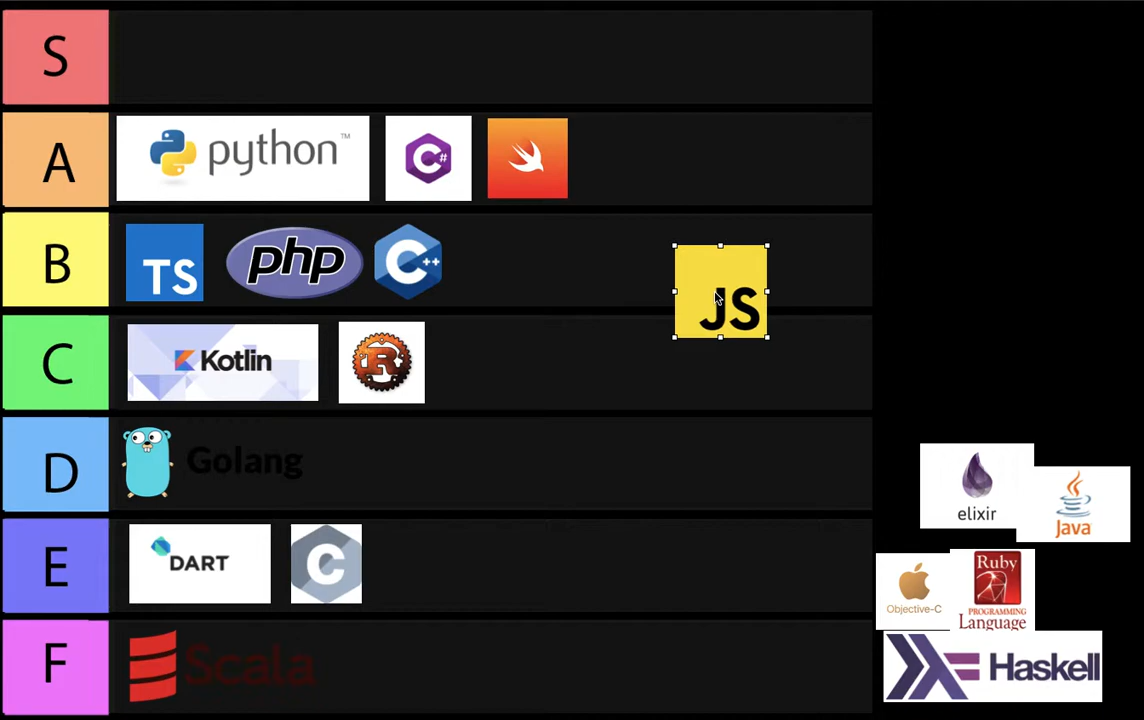 S
A
python™
C#
B
TS
php
C++
JS
C
Kotlin
R
D
Golang
elixir
Java
E
DART
C
Objective-C
Ruby
PROGRAMMING
Language
F
Scala
Haskell